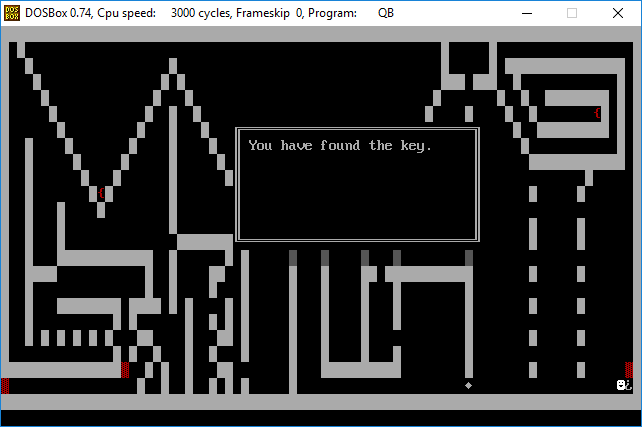 DOSBox 0.74, Cpu speed:    3000 cycles, Frameskip  0, Program:       QB
You have found the key.